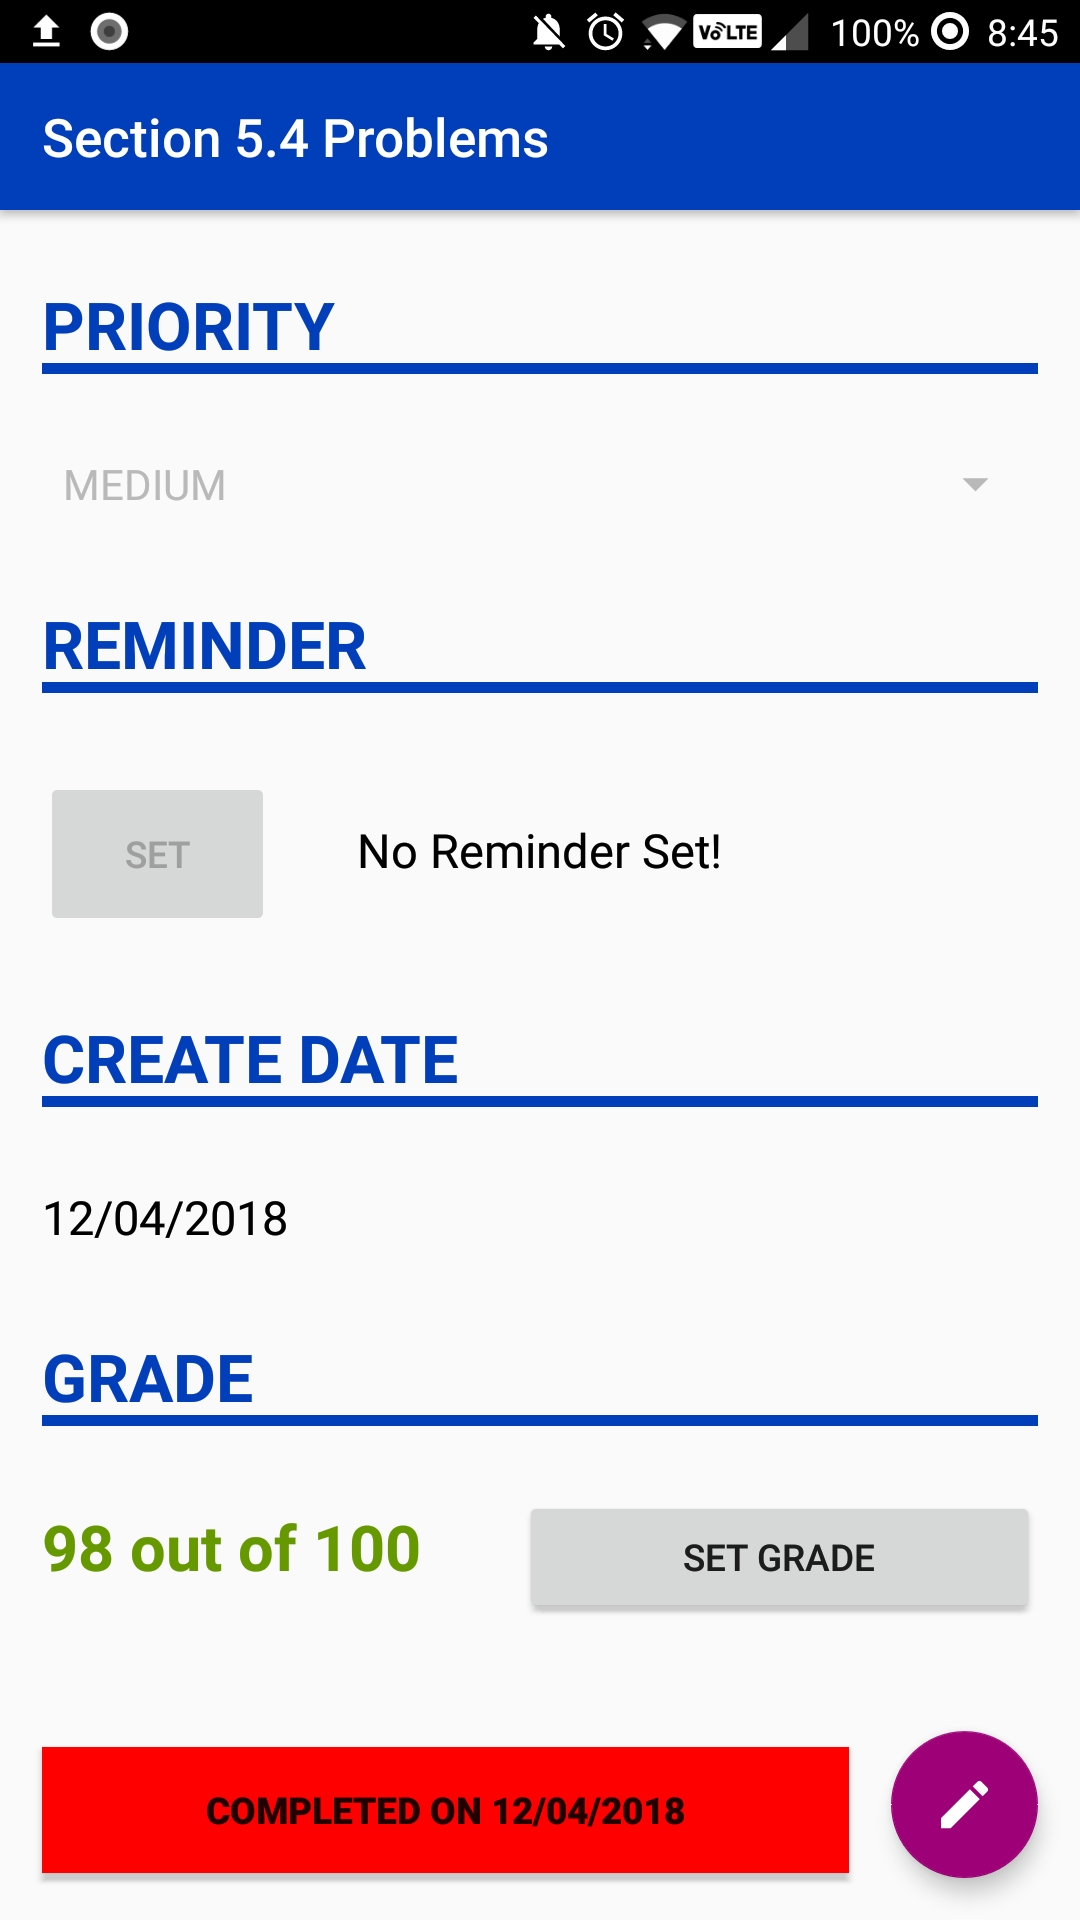 VoLTE 100% 8:45
Section 5.4 Problems
PRIORITY
MEDIUM
REMINDER
SET No Reminder Set!
CREATE DATE
12/04/2018
GRADE
98 out of 100 SET GRADE
COMPLETED ON 12/04/2018